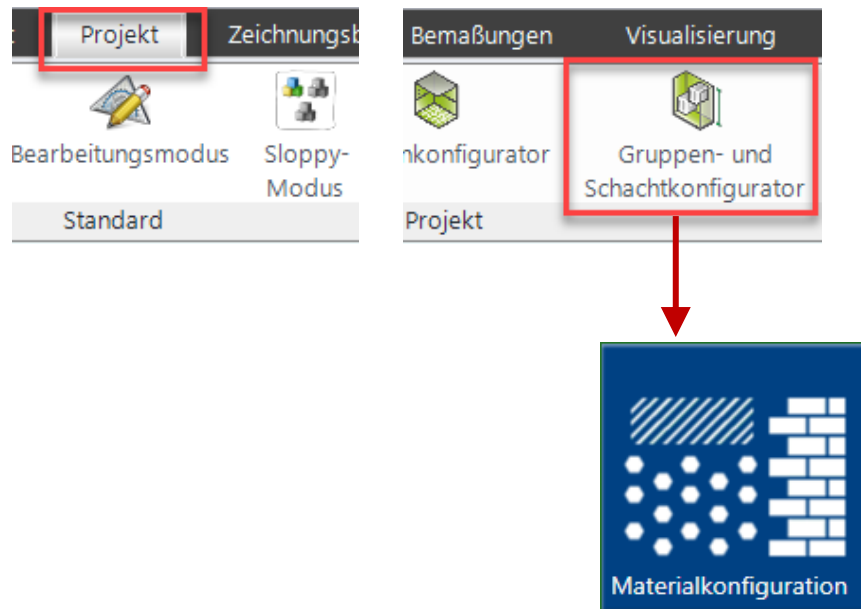 Projekt
Zeichnungsb
Bearbeitungsmodus
Sloppy-
Modus
Standard
Bemaßungen
Visualisierung
nkonfigurator
Gruppen- und
Schachtkonfigurator
Projekt
Materialkonfiguration